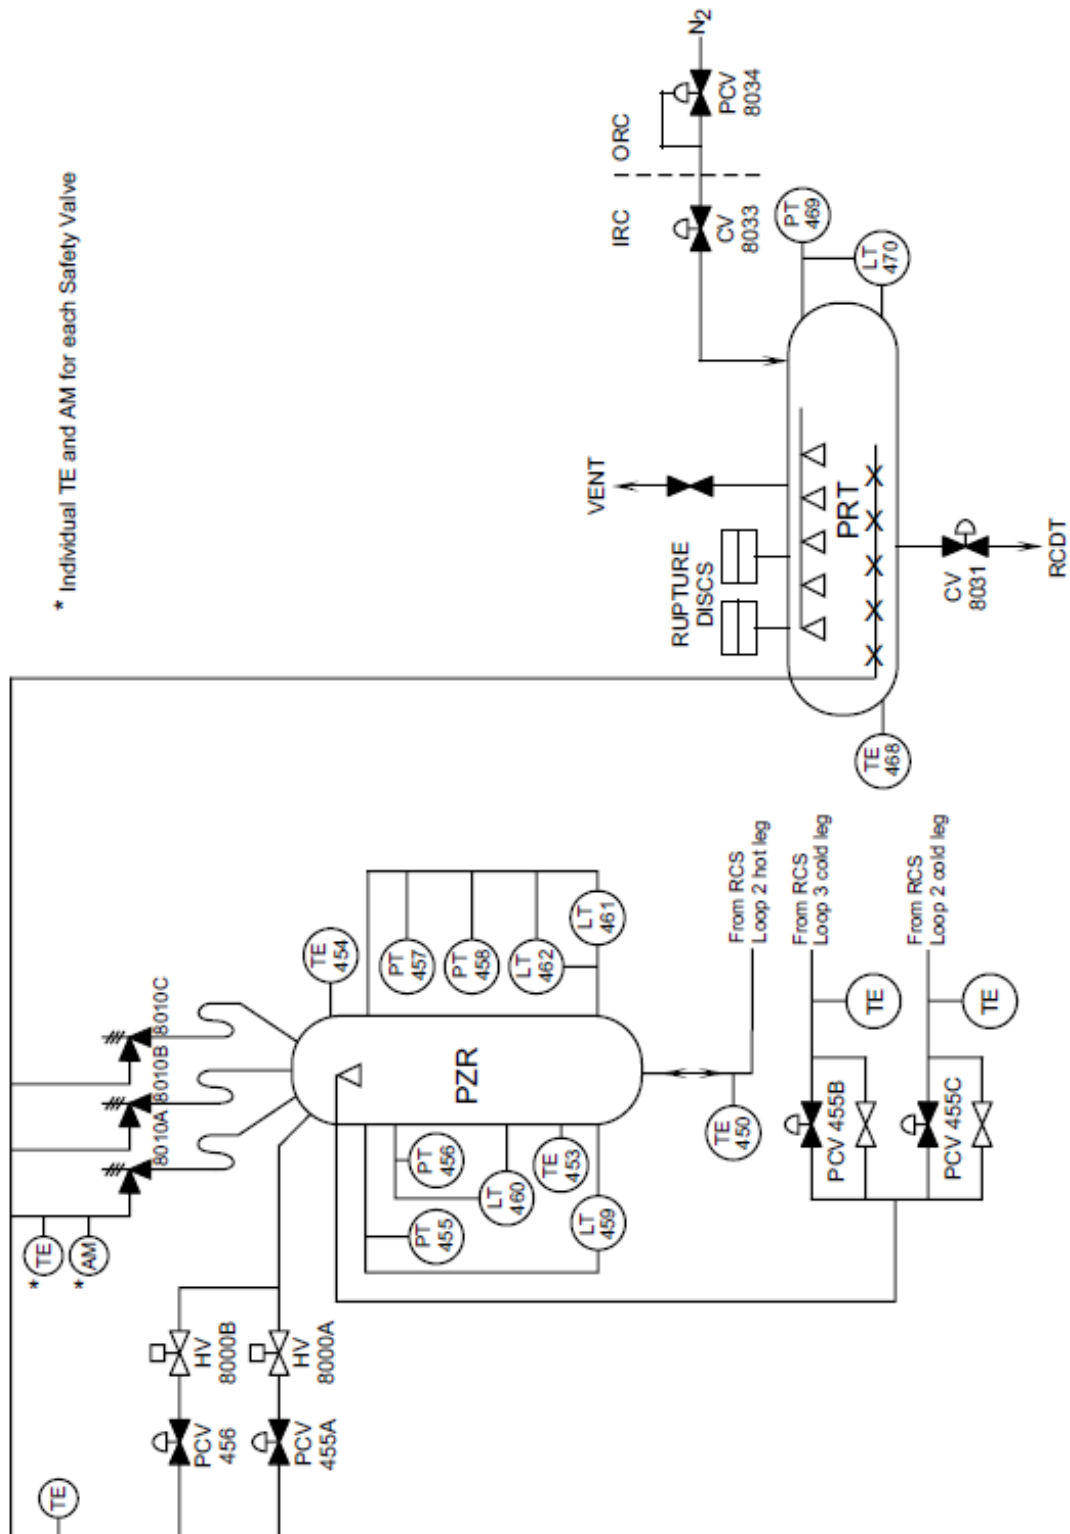 * Individual TE and AM for each Safety Valve
TE
PCV
456
HV
8000B
PCV
455A
HV
8000A
* TE
* AM
8010A
8010B
8010C
PZR
TE
454
PT
455
PT
456
LT
460
TE
453
LT
459
PT
457
PT
458
LT
462
LT
461
TE
450
From RCS
Loop 2 hot leg
From RCS
Loop 3 cold leg
From RCS
Loop 2 cold leg
TE
TE
PCV 455B
PCV 455C
N2
PCV
8034
ORC
IRC
CV
8033
PT
469
LT
470
VENT
RUPTURE
DISCS
PRT
TE
468
CV
8031
RCDT